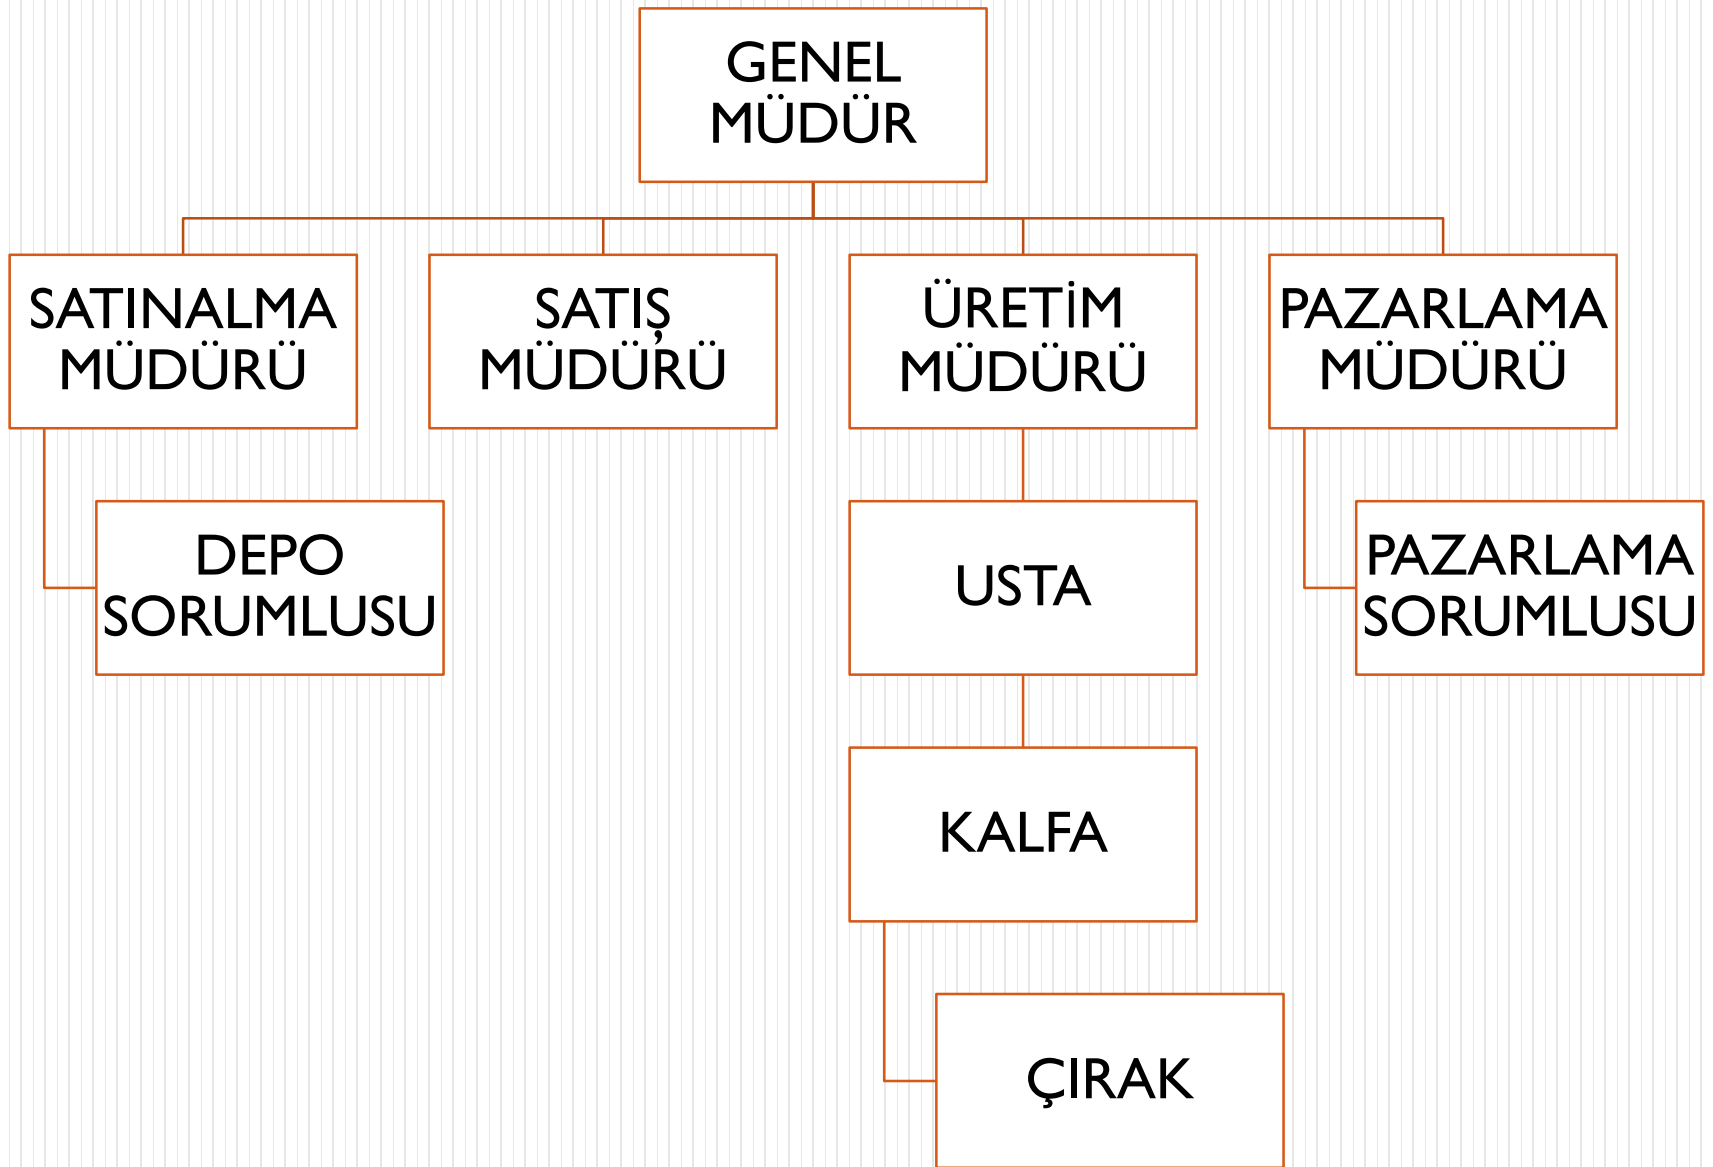 GENEL
MÜDÜR
SATINALMA
MÜDÜRÜ
SATIŞ
MÜDÜRÜ
ÜRETİM
MÜDÜRÜ
PAZARLAMA
MÜDÜRÜ
DEPO
SORUMLUSU
USTA
PAZARLAMA
SORUMLUSU
KALFA
ÇIRAK